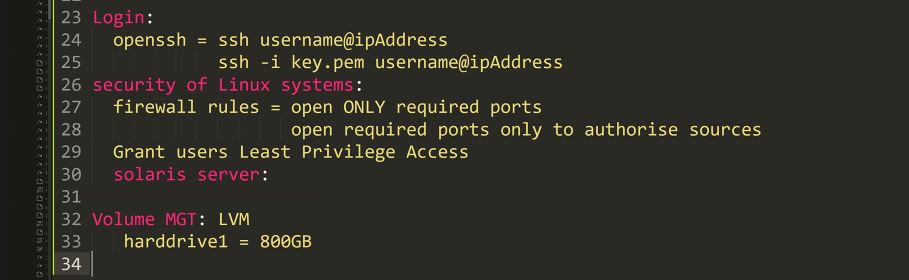 23 Login:
24 openssh = ssh username@ipAddress
25 ssh -i key.pem username@ipAddress
26 security of Linux systems:
27 firewall rules = open ONLY required ports
28 open required ports only to authorise sources
29 Grant users Least Privilege Access
30 solaris server:
31
32 Volume MGT: LVM
33 harddrive1 = 800GB
34